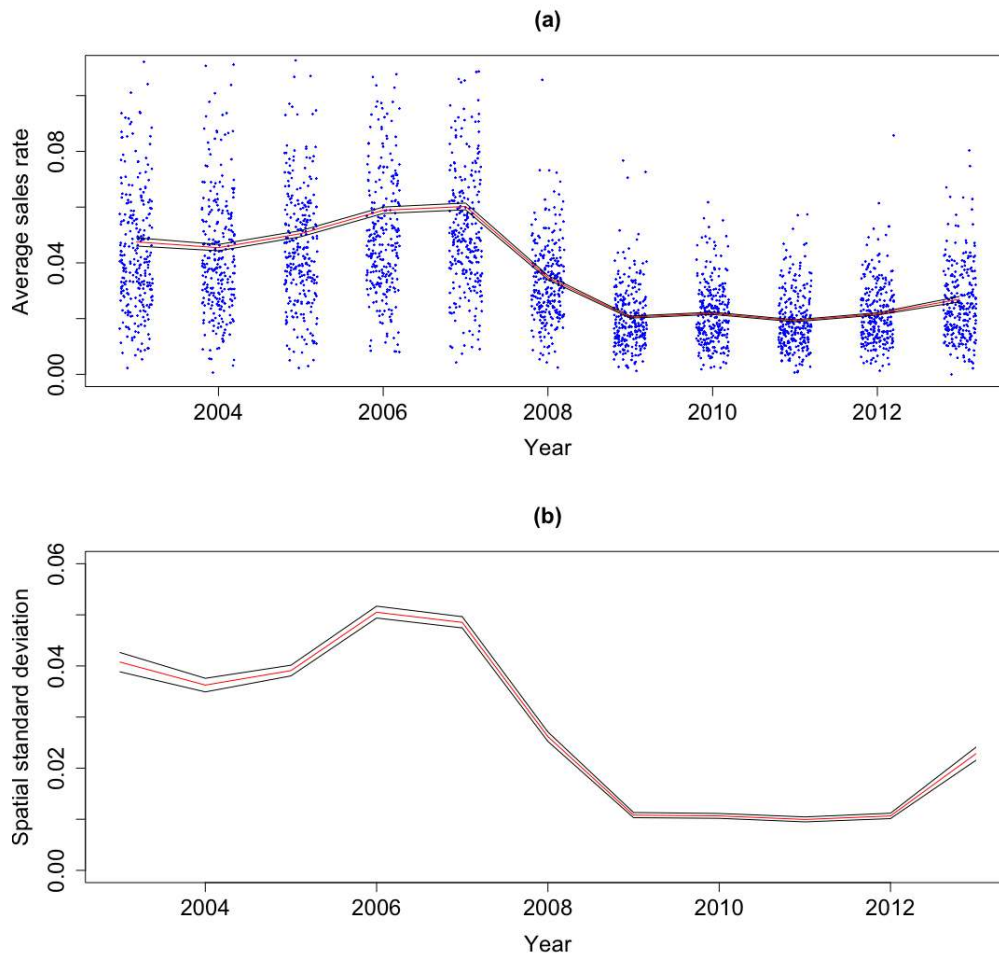 (a)
Average sales rate
0.08
0.04
0.00
2004 2006 2008 2010 2012
Year
(b)
Spatial standard deviation
0.06
0.04
0.02
0.00
2004 2006 2008 2010 2012
Year